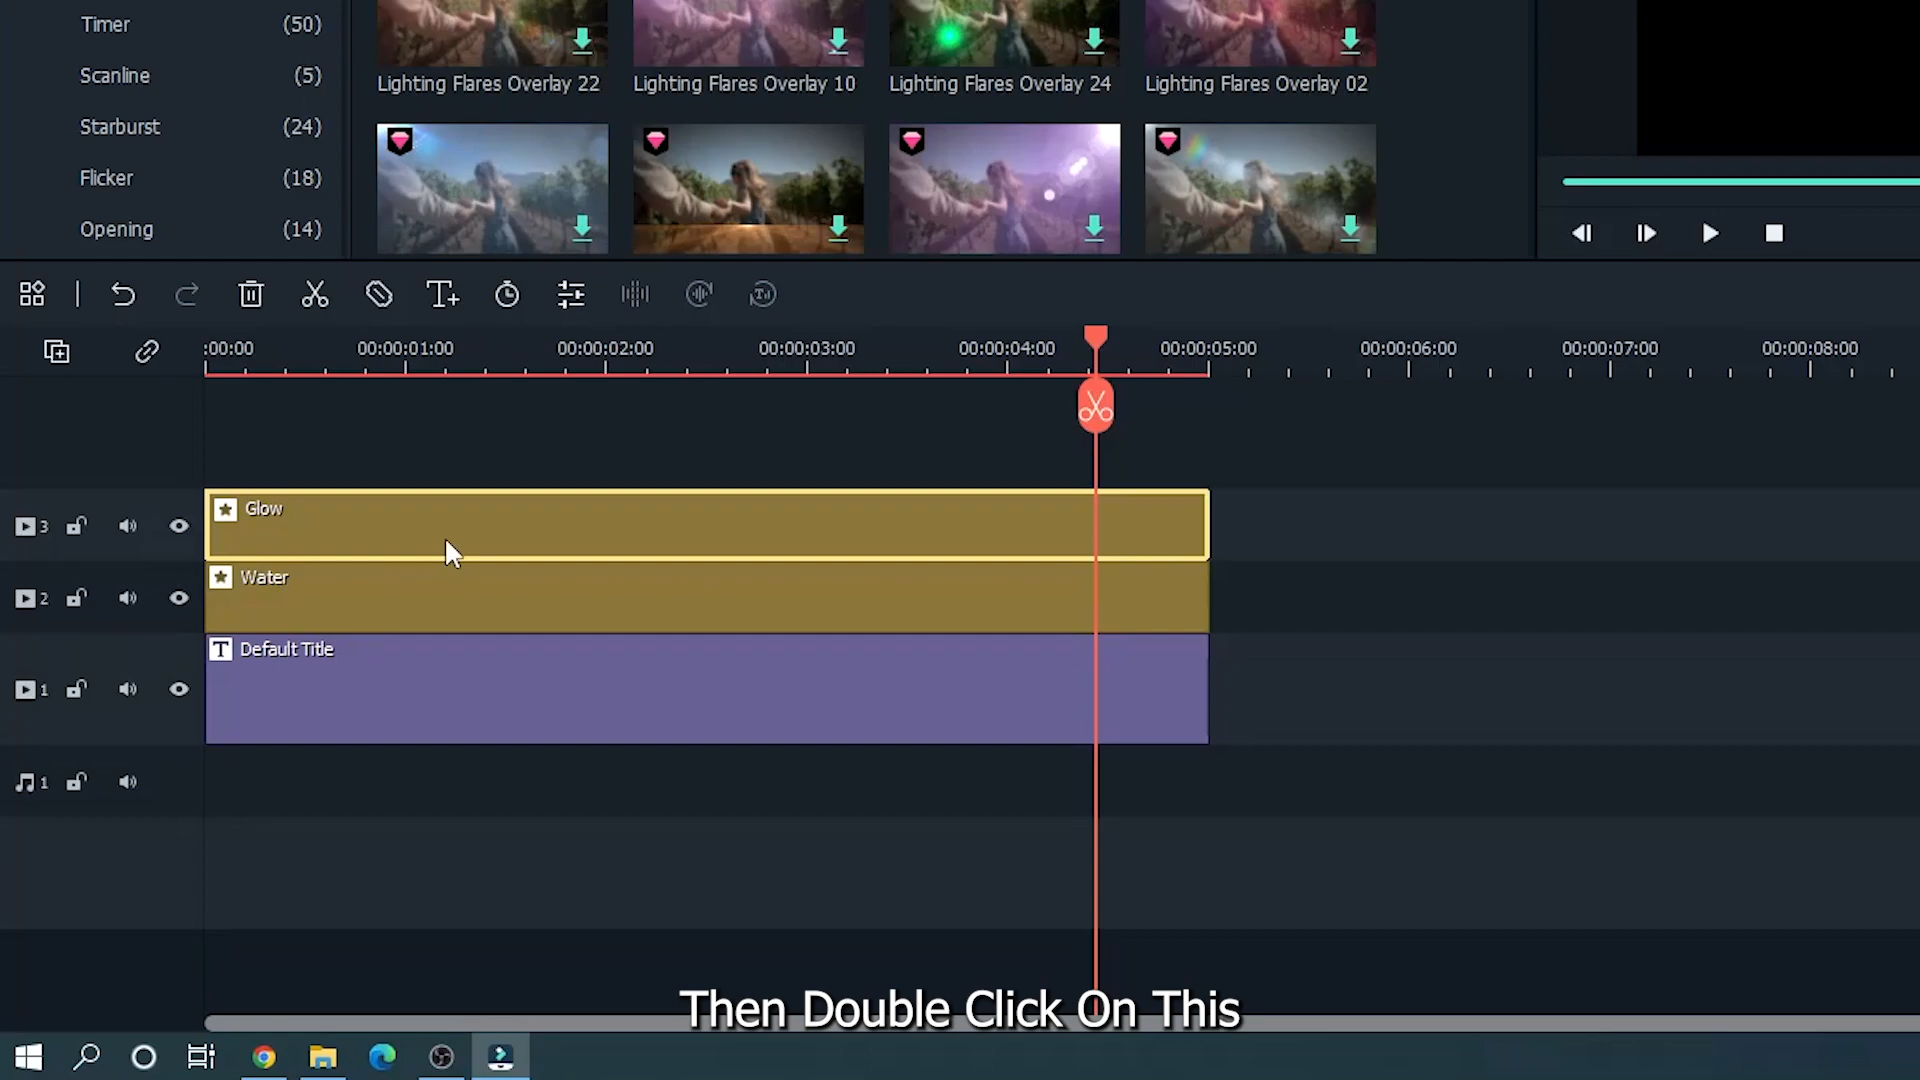 Timer (50)
Scanline (5)
Starburst (24)
Flicker (18)
Opening (14)
Lighting Flares Overlay 22
Lighting Flares Overlay 10
Lighting Flares Overlay 24
Lighting Flares Overlay 02
:00:00
00:00:01:00
00:00:02:00
00:00:03:00
00:00:04:00
00:00:05:00
00:00:06:00
00:00:07:00
00:00:08:00
3
Glow
2
Water
1
T Default Title
1
Then Double Click On This